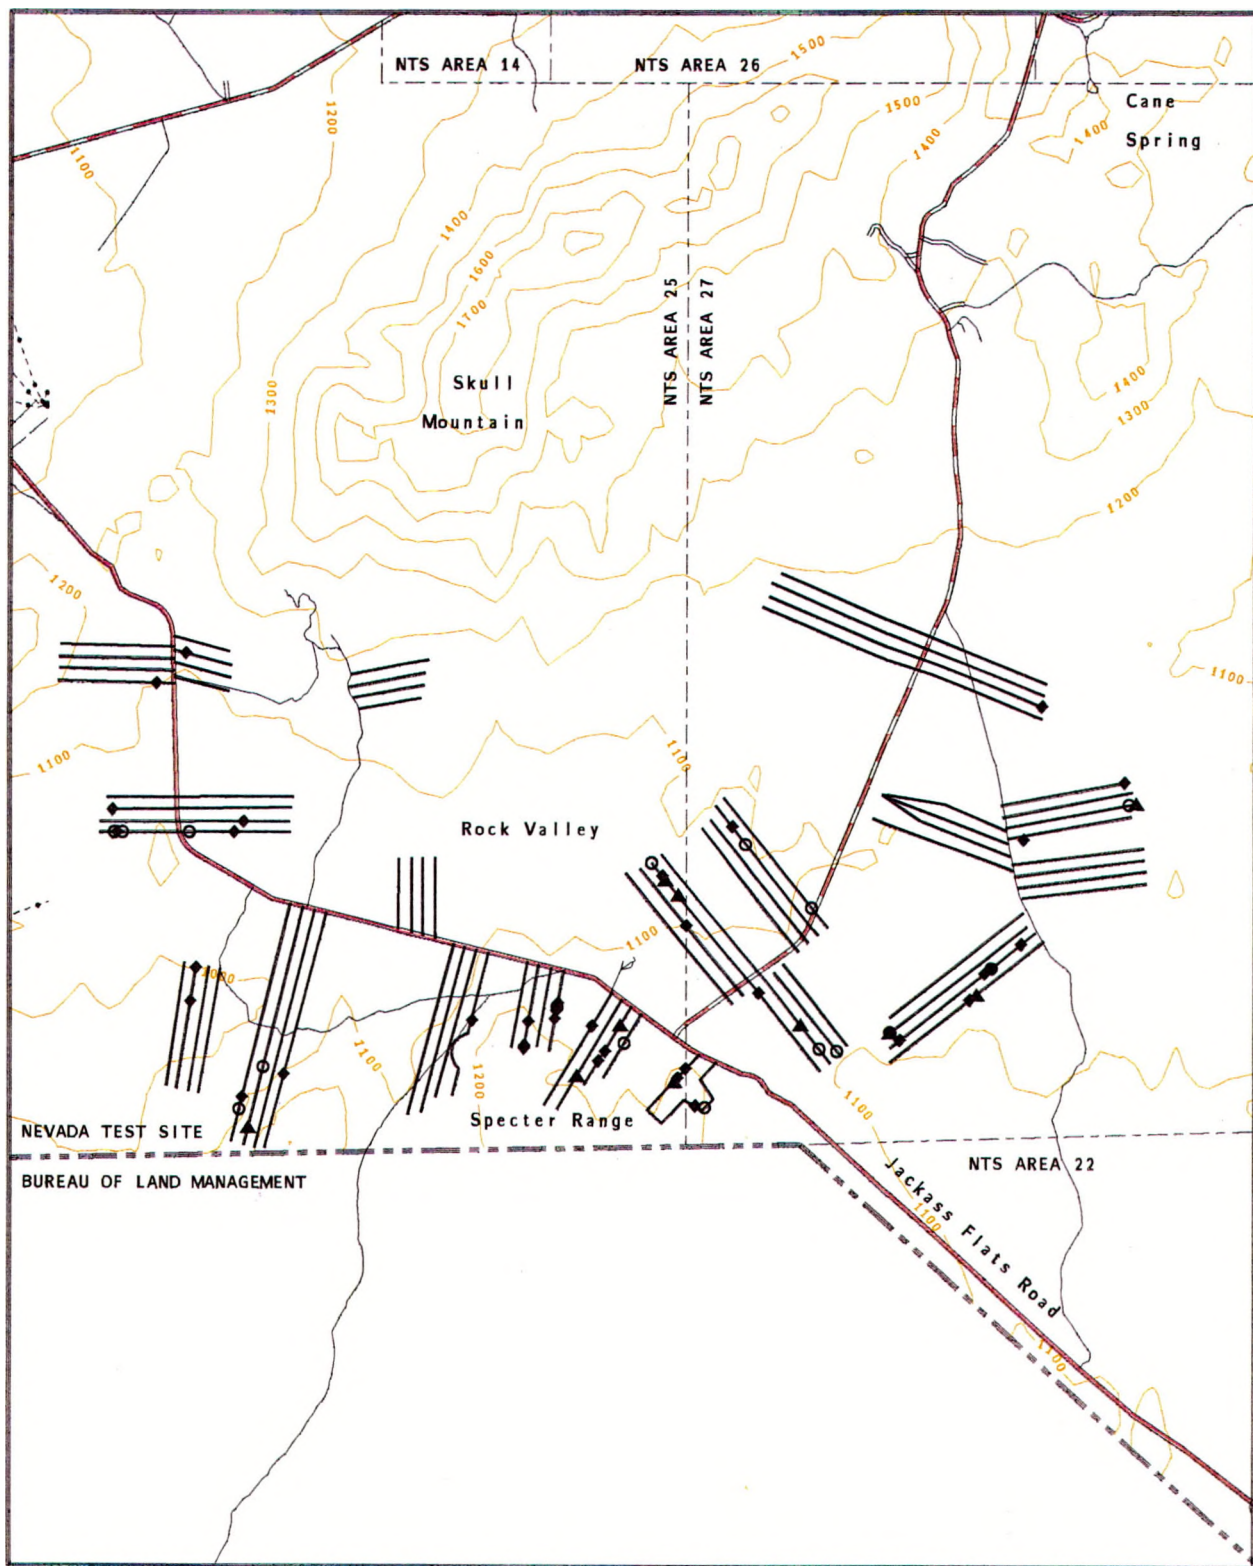 NTS AREA 14
NTS AREA 26
1500
1500
1200
1400
1400
1100
Cane
Spring
1400
1600
1700
NTS AREA 25
NTS AREA 27
Skull
Mountain
1300
1400
1300
1200
1200
1100
1100
1100
Rock Valley
1100
1000
1100
1200
1100
Specter Range
NEVADA TEST SITE
BUREAU OF LAND MANAGEMENT
NTS AREA 22
1100
Jackass Flats Road
1100